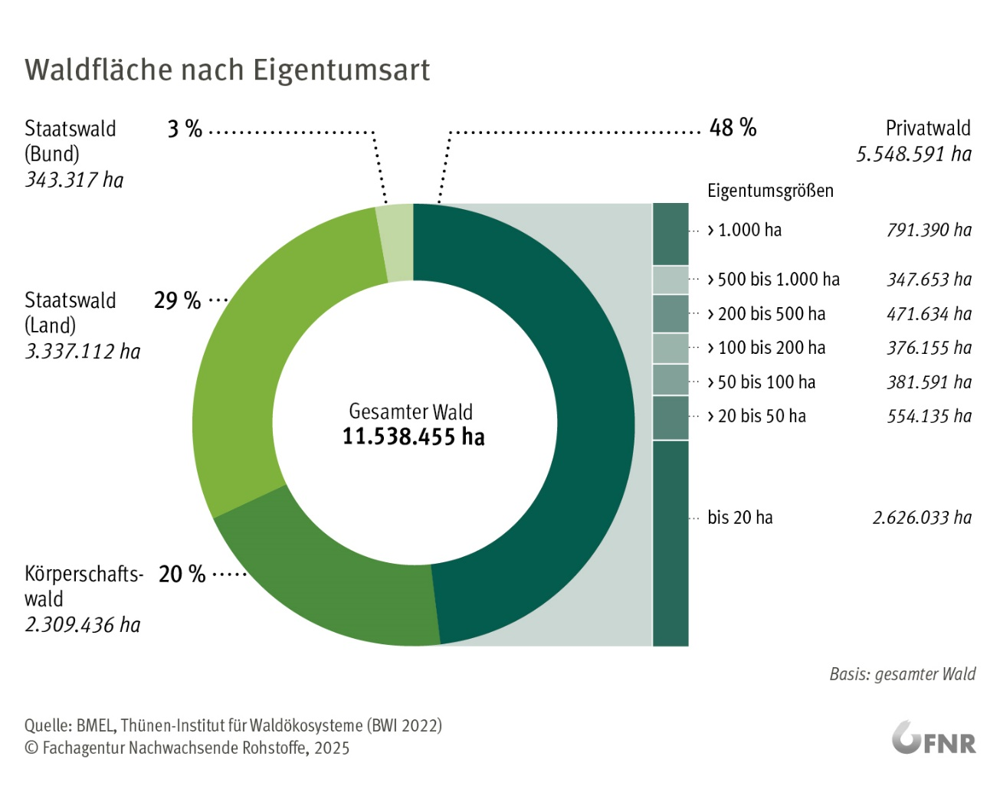 Waldfläche nach Eigentumsart
Staatswald
(Bund)
343.317 ha
3 %
48 %
Privatwald
5.548.591 ha
Eigentumsgrößen
> 1.000 ha 791.390 ha
> 500 bis 1.000 ha 347.653 ha
> 200 bis 500 ha 471.634 ha
> 100 bis 200 ha 376.155 ha
> 50 bis 100 ha 381.591 ha
> 20 bis 50 ha 554.135 ha
bis 20 ha 2.626.033 ha
Staatswald
(Land)
3.337.112 ha
29 %
Gesamter Wald
11.538.455 ha
Körperschafts-
wald
2.309.436 ha
20 %
Basis: gesamter Wald
Quelle: BMEL, Thünen-Institut für Waldökosysteme (BWI 2022)
© Fachagentur Nachwachsende Rohstoffe, 2025
FNR